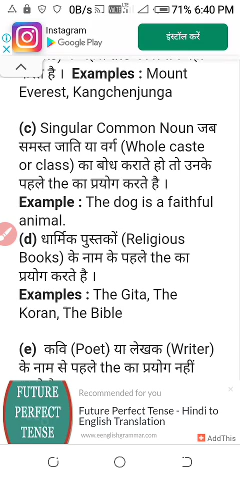 0B/s 71% 6:40 PM
Instagram
Google Play
इंस्टॉल करें
है । Examples : Mount
Everest, Kangchenjunga
(c) Singular Common Noun जब
समस्त जाति या वर्ग (Whole caste
or class) का बोध कराते हो तो उनके
पहले the का प्रयोग करते है ।
Example : The dog is a faithful
animal.
(d) धार्मिक पुस्तकों (Religious
Books) के नाम के पहले the का
प्रयोग करते है ।
Examples : The Gita, The
Koran, The Bible
(e) कवि (Poet) या लेखक (Writer)
के नाम से पहले the का प्रयोग नहीं
FUTURE
PERFECT
TENSE
Recommended for you
Future Perfect Tense - Hindi to
English Translation
www.eenglishgrammar.com
AddThis